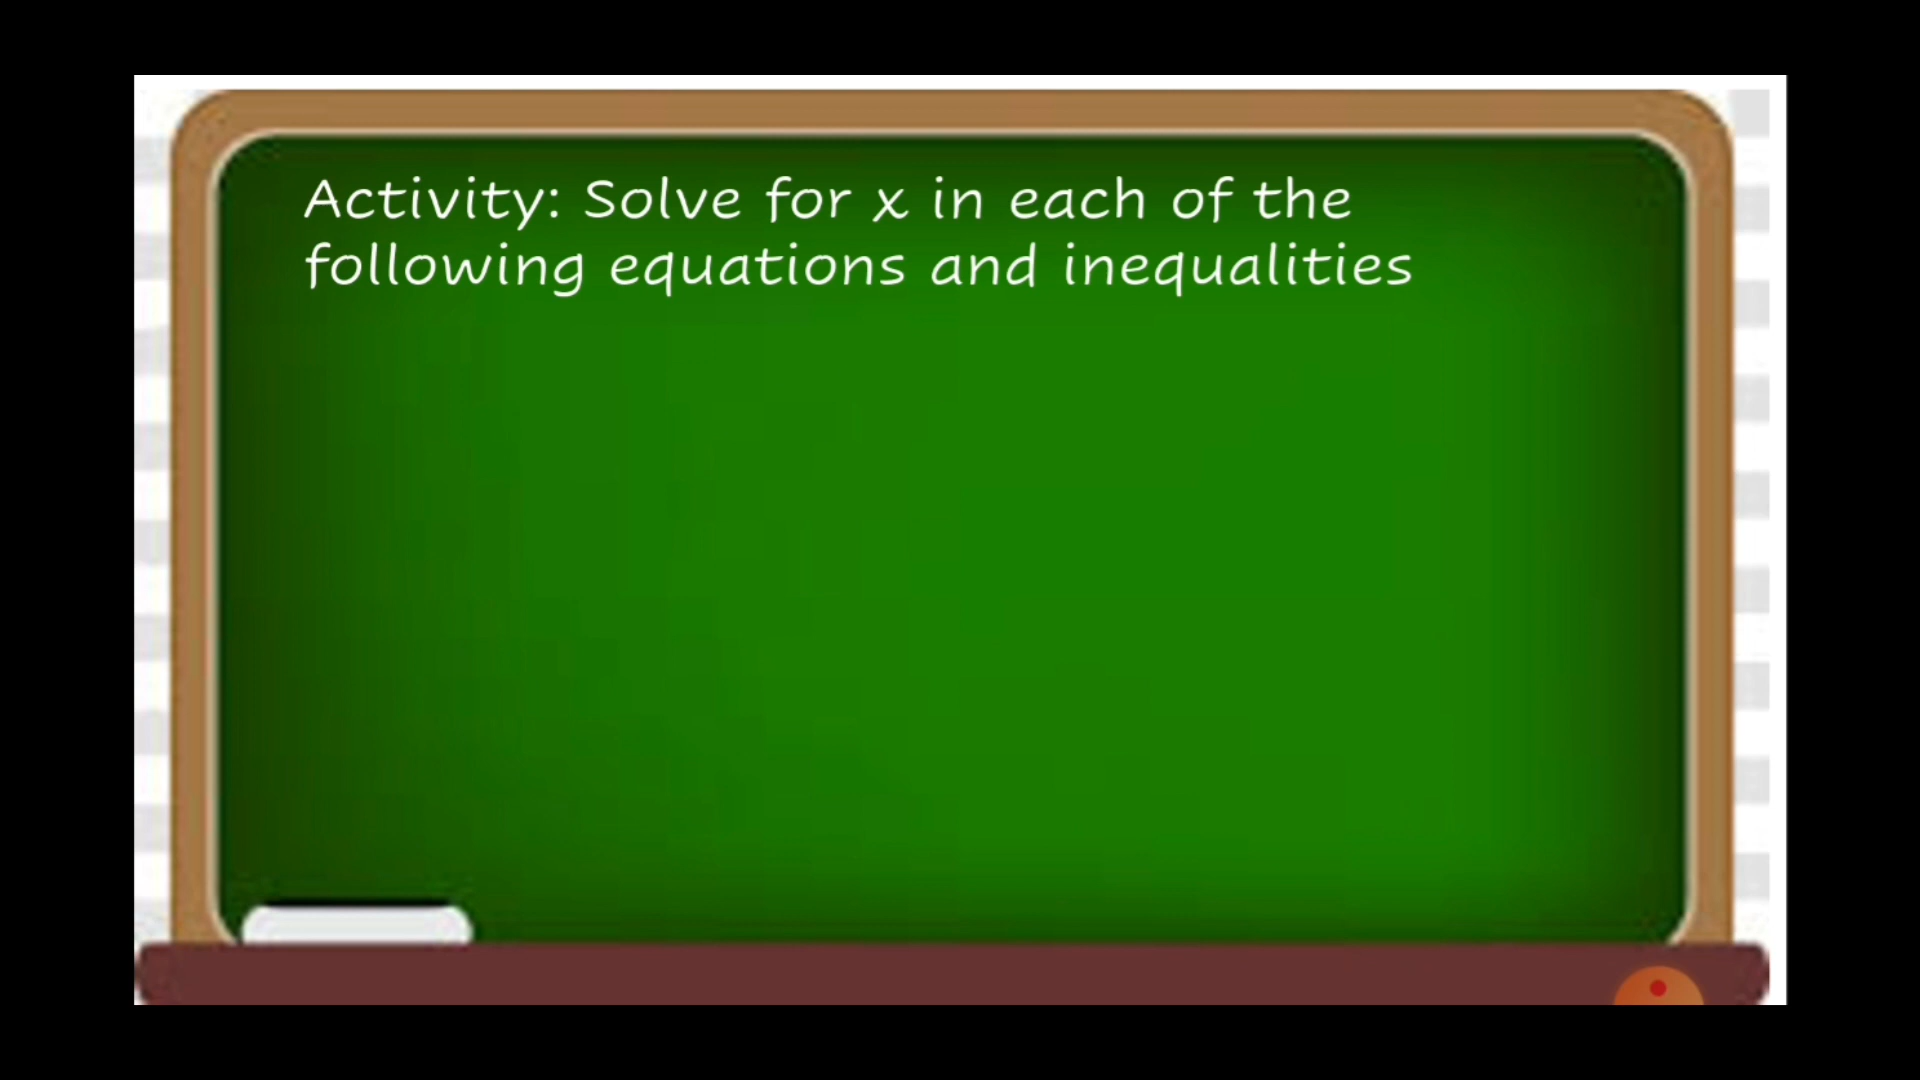 Activity: Solve for x in each of the
following equations and inequalities